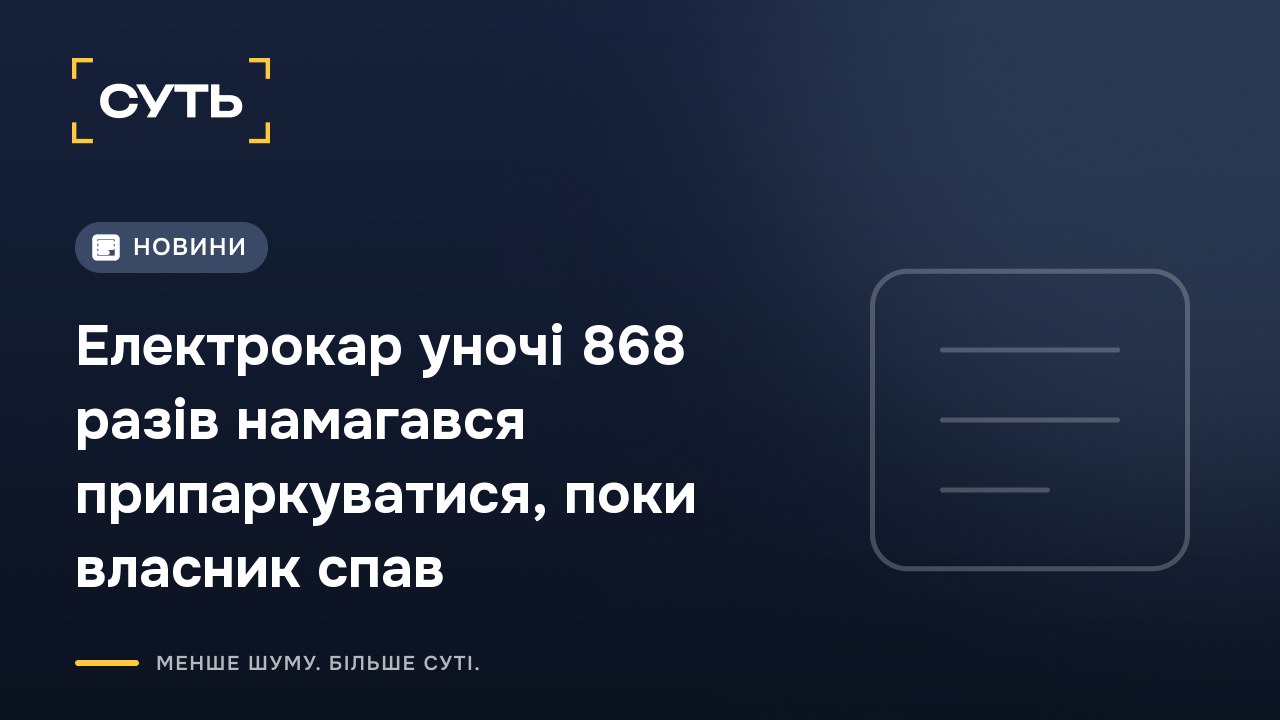 СУТЬ
НОВИНИ
Електрокар уночі 868
разів намагався
припаркуватися, поки
власник спав
МЕНШЕ ШУМУ. БІЛЬШЕ СУТІ.